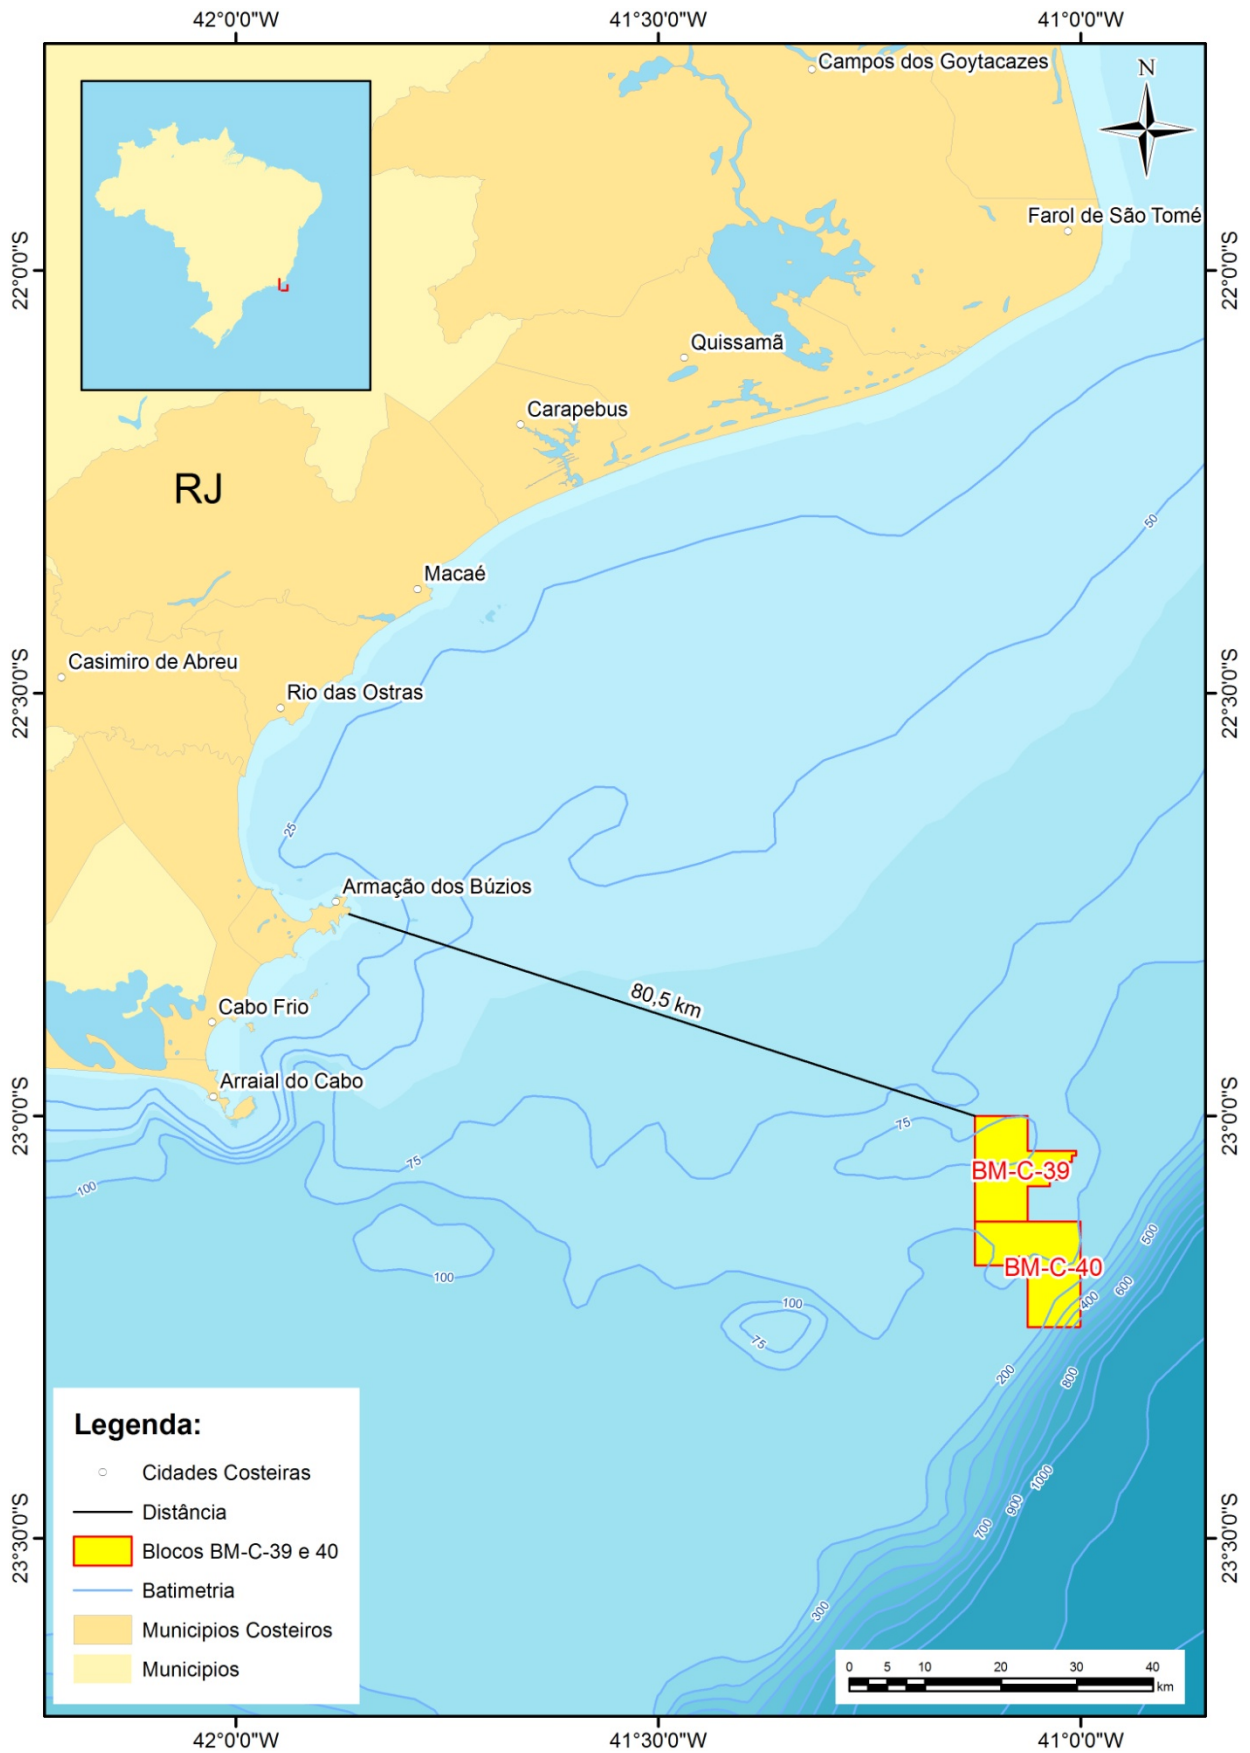 42°0'0"W
41°30'0"W
41°0'0"W
Campos dos Goytacazes
N
Farol de São Tomé
22°0'0"S
22°0'0"S
Quissamã
Carapebus
RJ
50
Macaé
Casimiro de Abreu
Rio das Ostras
22°30'0"S
22°30'0"S
25
Armação dos Búzios
80,5 km
Cabo Frio
Arraial do Cabo
23°0'0"S
23°0'0"S
75
75
100
BM-C-39
500
BM-C-40
100
600
400
100
75
200
800
Legenda:
Cidades Costeiras
Distância
Blocos BM-C-39 e 40
Batimetria
Municipios Costeiros
Municipios
1000
900
700
23°30'0"S
23°30'0"S
300
0 5 10 20 30 40
km
42°0'0"W
41°30'0"W
41°0'0"W